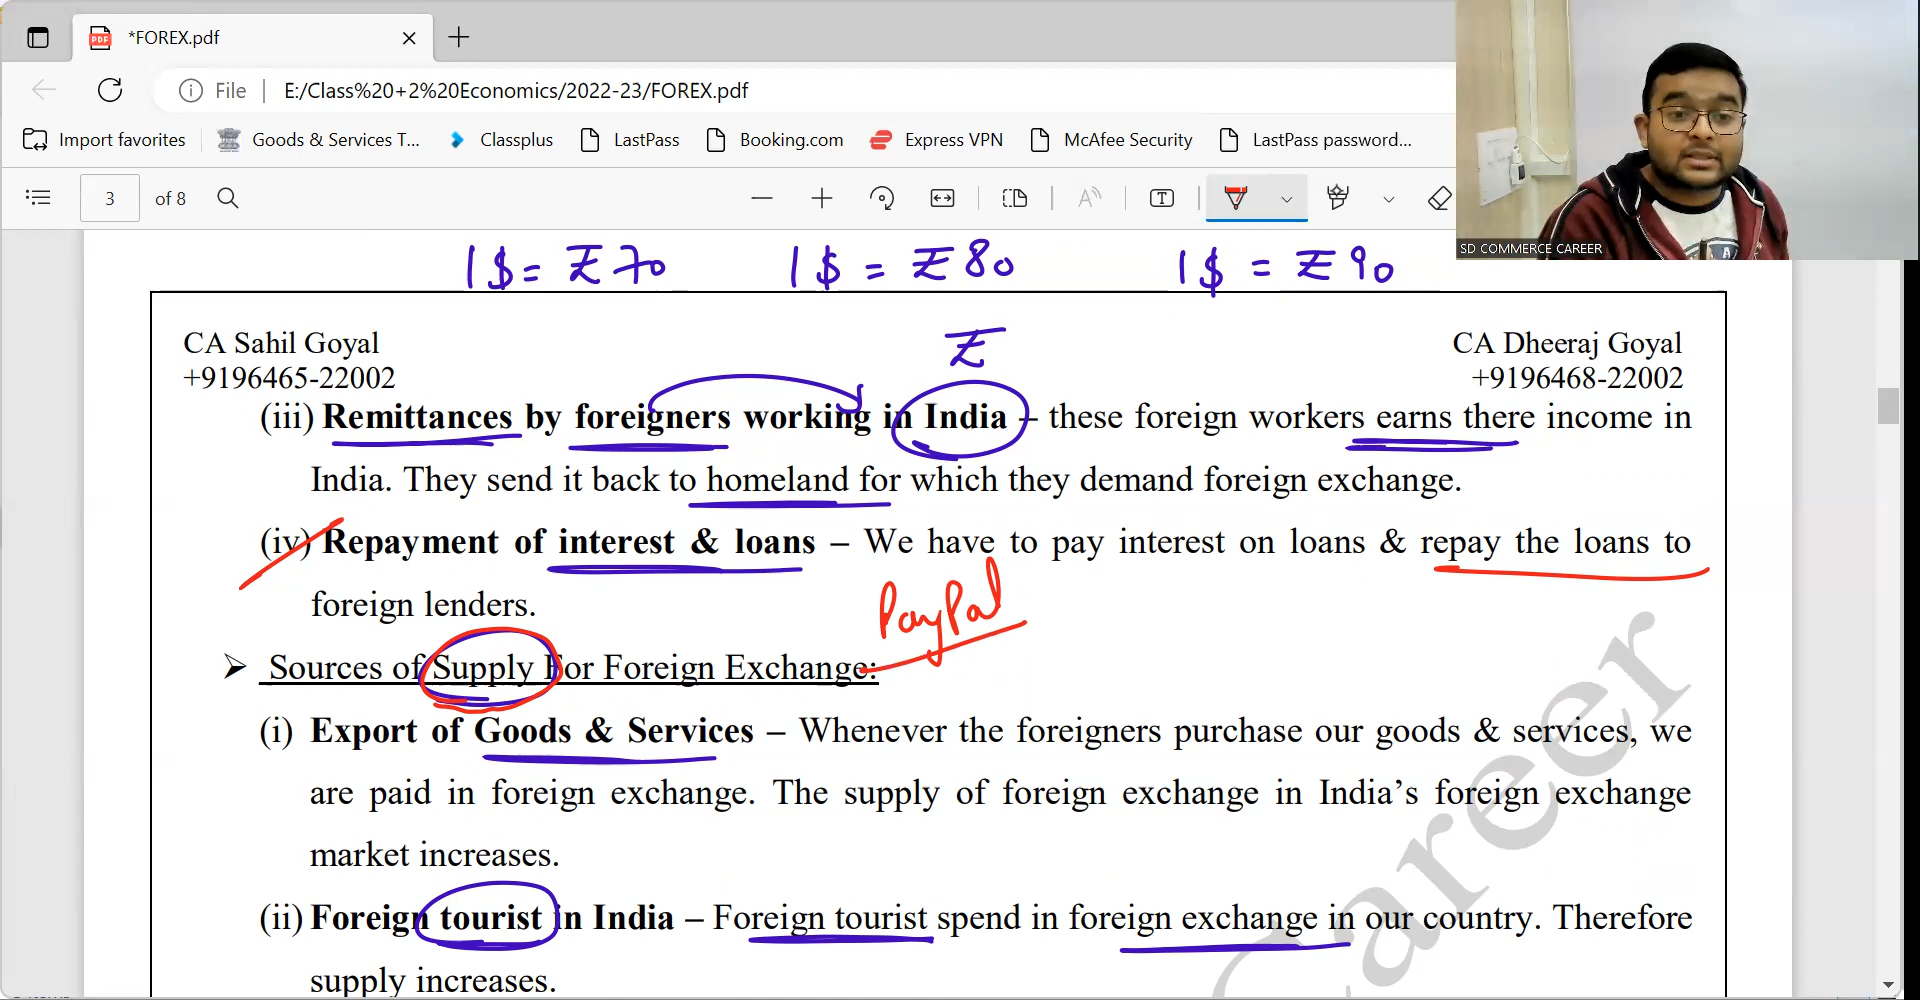 *FOREX.pdf
File
E:/Class%20+2%20Economics/2022-23/FOREX.pdf
Import favorites
Goods & Services T...
Classplus
LastPass
Booking.com
Express VPN
McAfee Security
LastPass password...
3 of 8
SD COMMERCE CAREER
1$ = ₹70 1$ = ₹80 1$ = ₹90
CA Sahil Goyal
CA Dheeraj Goyal
+9196465-22002
+9196468-22002
₹
(iii) Remittances by foreigners working in India – these foreign workers earns there income in
India. They send it back to homeland for which they demand foreign exchange.
(iv) Repayment of interest & loans – We have to pay interest on loans & repay the loans to
foreign lenders.
PayPal
➢ Sources of Supply For Foreign Exchange:
(i) Export of Goods & Services – Whenever the foreigners purchase our goods & services, we
are paid in foreign exchange. The supply of foreign exchange in India's foreign exchange
market increases.
(ii) Foreign tourist in India – Foreign tourist spend in foreign exchange in our country. Therefore
supply increases.
Career